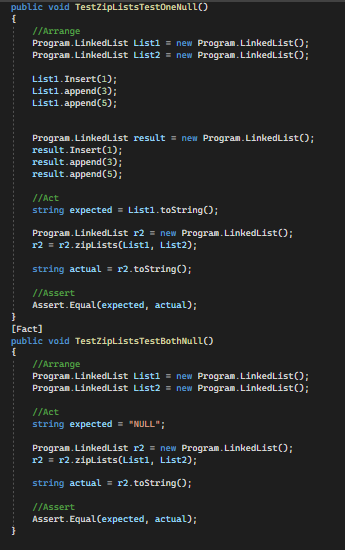 public void TestZipListsTestOneNull()
{
//Arrange
Program.LinkedList List1 = new Program.LinkedList();
Program.LinkedList List2 = new Program.LinkedList();
List1.Insert(1);
List1.append(3);
List1.append(5);
Program.LinkedList result = new Program.LinkedList();
result.Insert(1);
result.append(3);
result.append(5);
//Act
string expected = List1.toString();
Program.LinkedList r2 = new Program.LinkedList();
r2 = r2.zipLists(List1, List2);
string actual = r2.toString();
//Assert
Assert.Equal(expected, actual);
}
[Fact]
public void TestZipListsTestBothNull()
{
//Arrange
Program.LinkedList List1 = new Program.LinkedList();
Program.LinkedList List2 = new Program.LinkedList();
//Act
string expected = "NULL";
Program.LinkedList r2 = new Program.LinkedList();
r2 = r2.zipLists(List1, List2);
string actual = r2.toString();
//Assert
Assert.Equal(expected, actual);
}